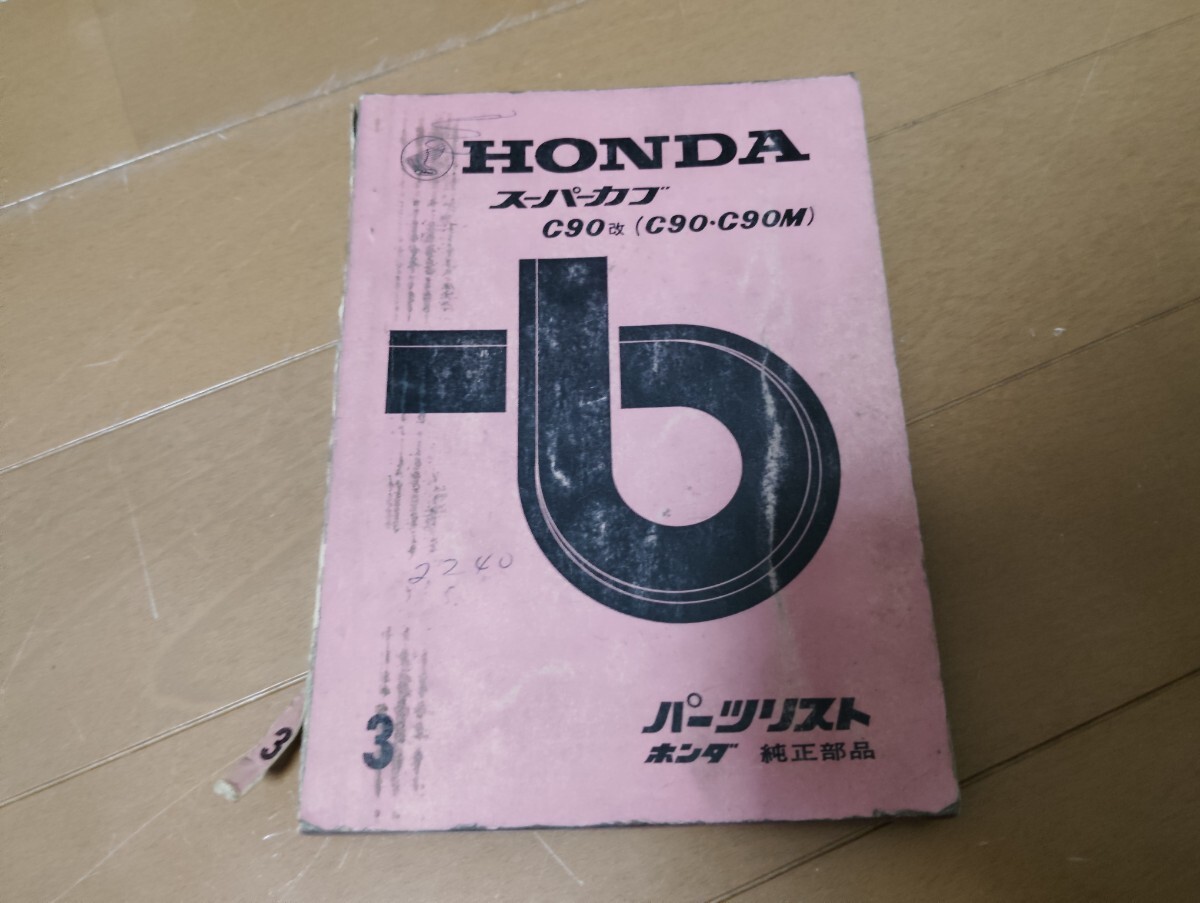 HONDA
スーパーカブ
C90改 (C90・C90M)
2240
パーツリスト
ホンダ 純正部品
3
3